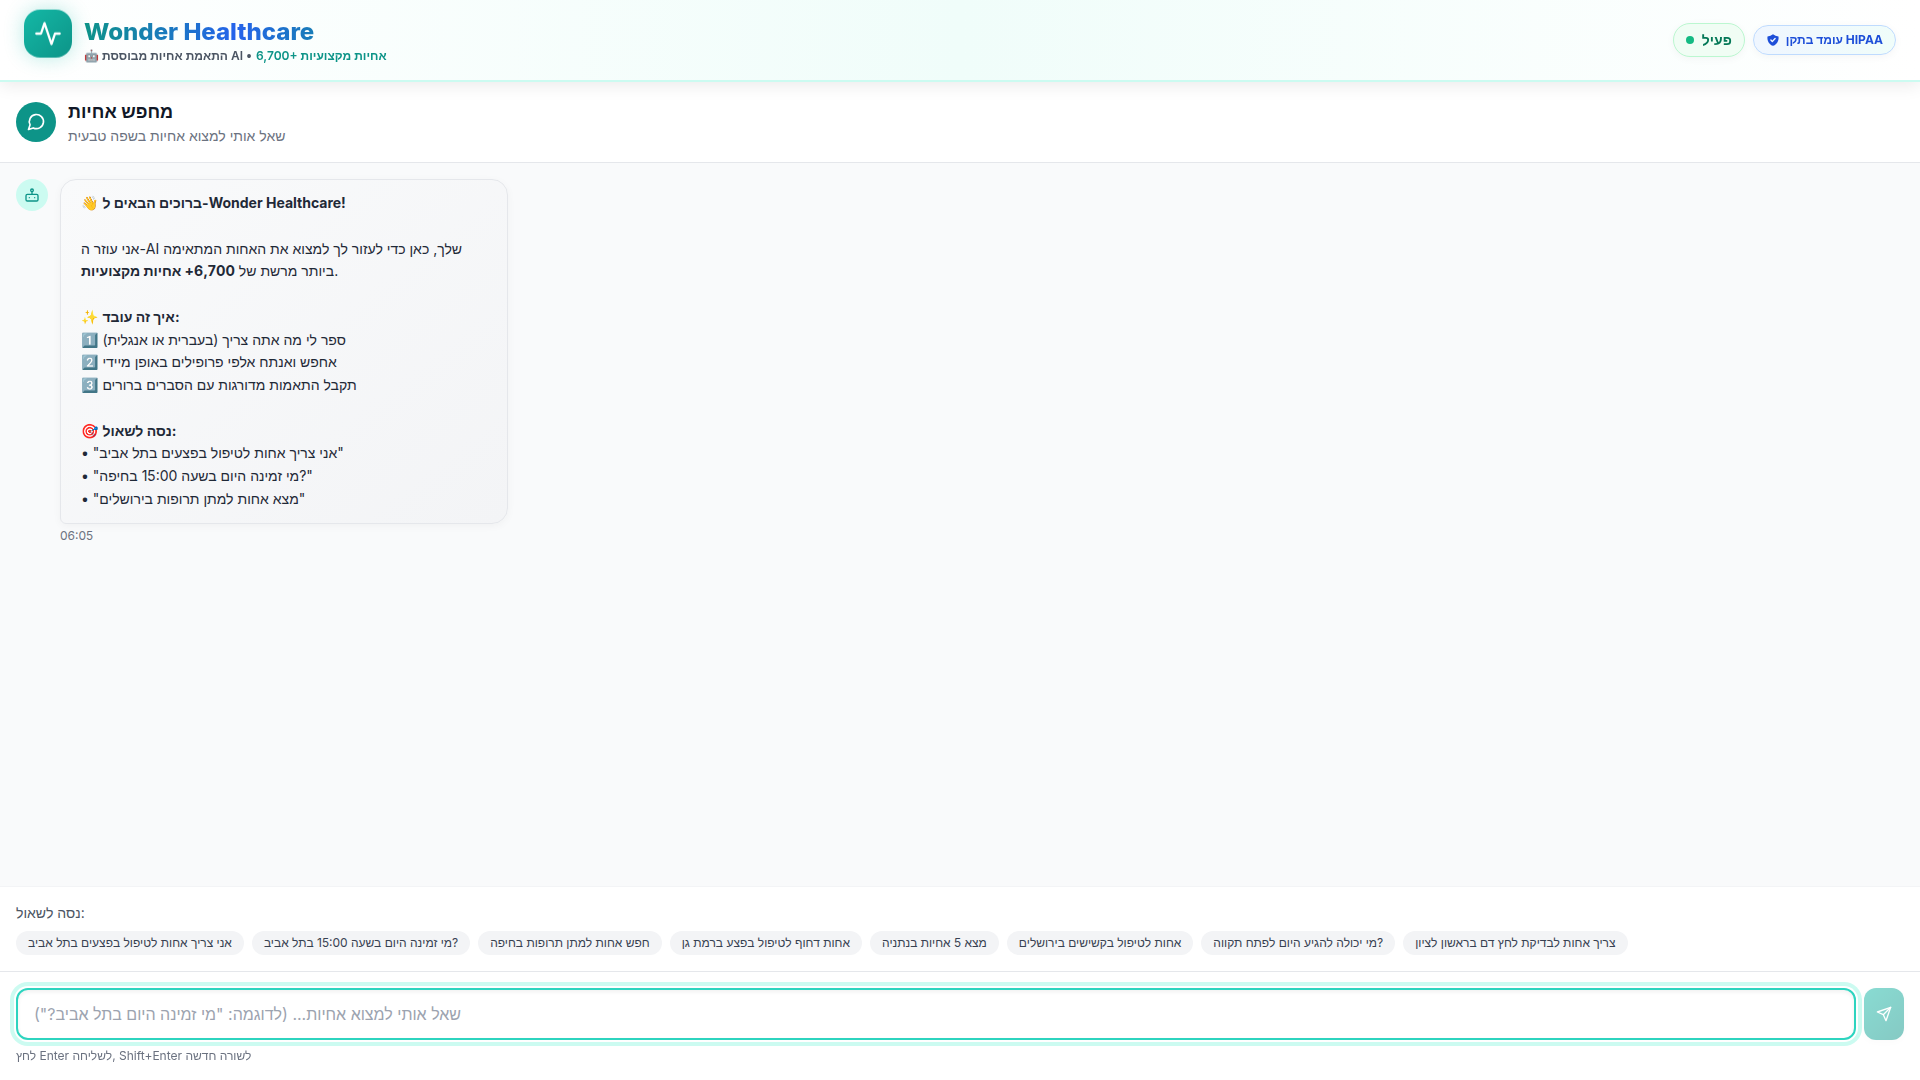 Wonder Healthcare
🤖 התאמת אחיות מבוססת AI • 6,700+ אחיות מקצועיות
פעיל
עומד בתקן HIPAA
מחפש אחיות
שאל אותי למצוא אחיות בשפה טבעית
👋 ברוכים הבאים ל-Wonder Healthcare!
אני עוזר ה-AI שלך, כאן כדי לעזור לך למצוא את האחות המתאימה
ביותר מרשת של 6,700+ אחיות מקצועיות.
✨ איך זה עובד:
1️⃣ ספר לי מה אתה צריך (בעברית או אנגלית)
2️⃣ אחפש ואנתח אלפי פרופילים באופן מיידי
3️⃣ תקבל התאמות מדורגות עם הסברים ברורים
🎯 נסה לשאול:
• "אני צריך אחות לטיפול בפצעים בתל אביב"
• "מי זמינה היום בשעה 15:00 בחיפה?"
• "מצא אחות למתן תרופות בירושלים"
06:05
נסה לשאול:
אני צריך אחות לטיפול בפצעים בתל אביב
מי זמינה היום בשעה 15:00 בתל אביב?
חפש אחות למתן תרופות בחיפה
אחות דחוף לטיפול בפצע ברמת גן
מצא 5 אחיות בנתניה
אחות לטיפול בקשישים בירושלים
מי יכולה להגיע היום לפתח תקווה?
צריך אחות לבדיקת לחץ דם בראשון לציון
שאל אותי למצוא אחיות... (לדוגמה: "מי זמינה היום בתל אביב?")
לחץ Enter לשליחה, Shift+Enter לשורה חדשה